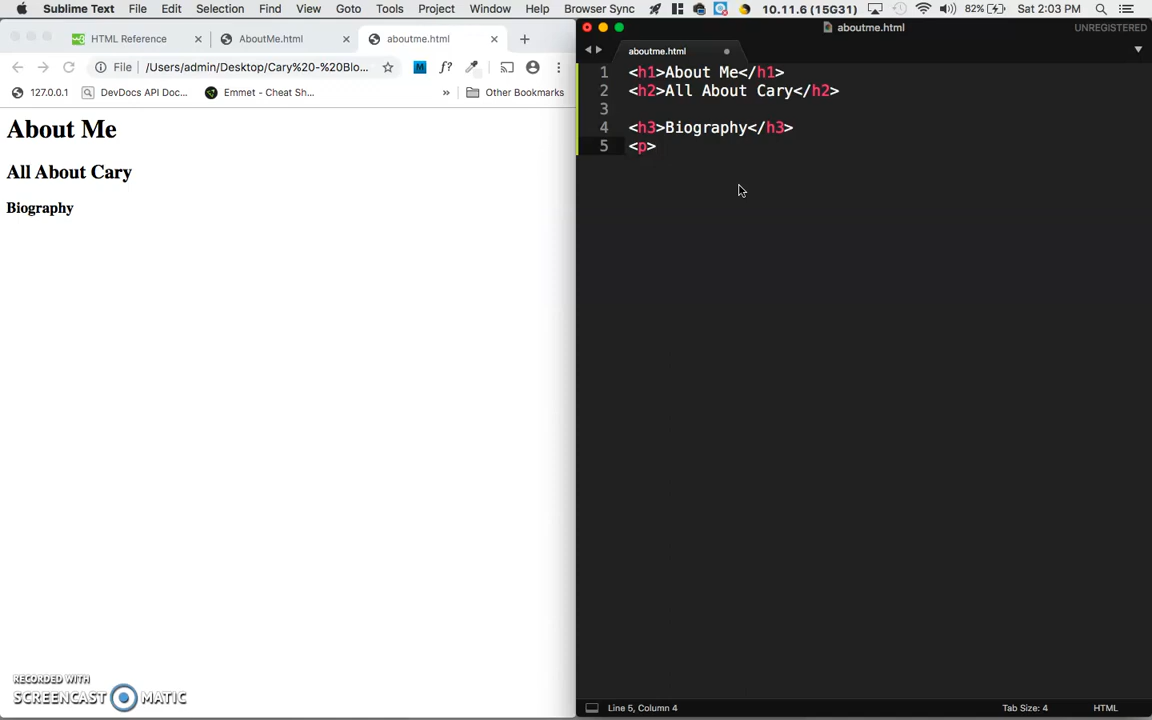 Sublime Text File Edit Selection Find View Goto Tools Project Window Help Browser Sync 10.11.6 (15G31) 82% Sat 2:03 PM
HTML Reference AboutMe.html aboutme.html
File /Users/admin/Desktop/Cary%20-%20Blo...
127.0.0.1 DevDocs API Doc... Emmet - Cheat Sh... » Other Bookmarks
About Me
All About Cary
Biography
RECORDED WITH
SCREENCAST MATIC
aboutme.html UNREGISTERED
aboutme.html
1 <h1>About Me</h1>
2 <h2>All About Cary</h2>
3
4 <h3>Biography</h3>
5 <p>
Line 5, Column 4 Tab Size: 4 HTML